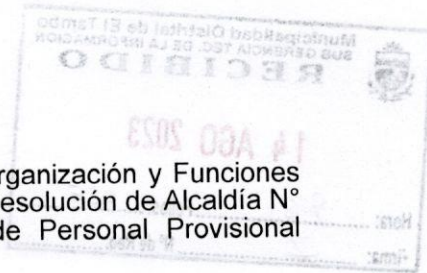 Municipalidad Distrital de El Tambo
SUB GERENCIA TEC. DE LA INFORMACION
RECIBIDO
14 AGO 2023
rganización y Funciones
esolución de Alcaldía N°
de Personal Provisional
Hora:
Firma: